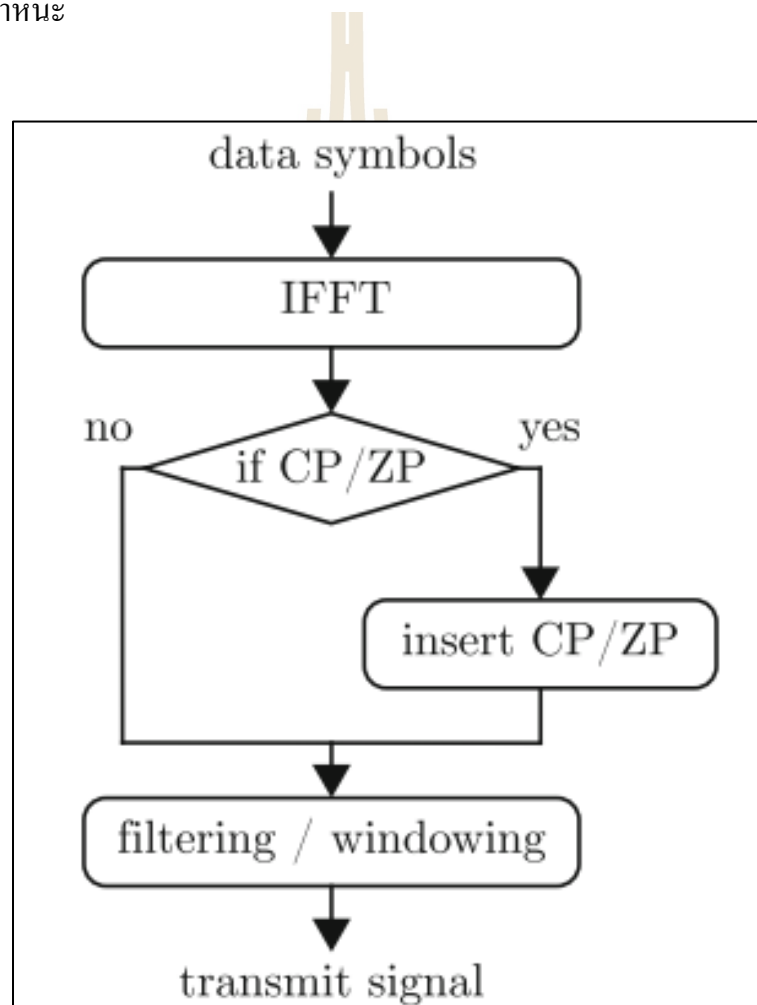 data symbols
IFFT
no
yes
if CP/ZP
insert CP/ZP
filtering / windowing
transmit signal